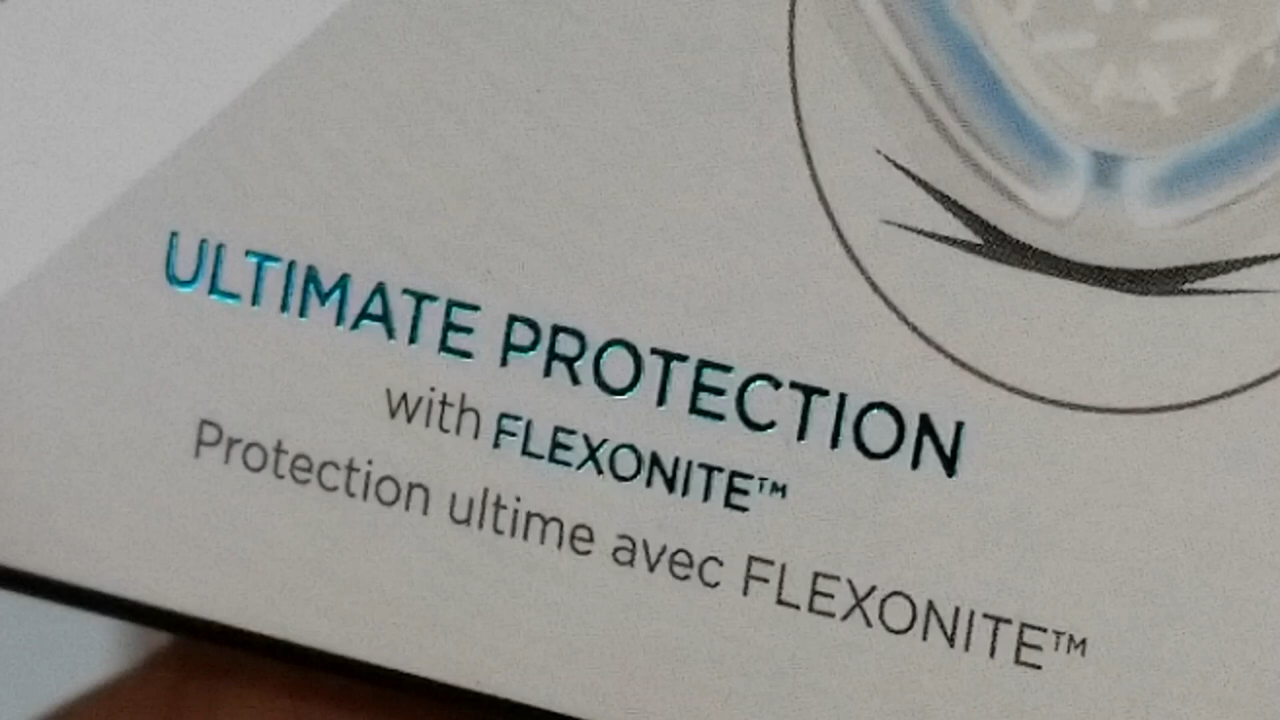 ULTIMATE PROTECTION
with FLEXONITE™
Protection ultime avec FLEXONITE™